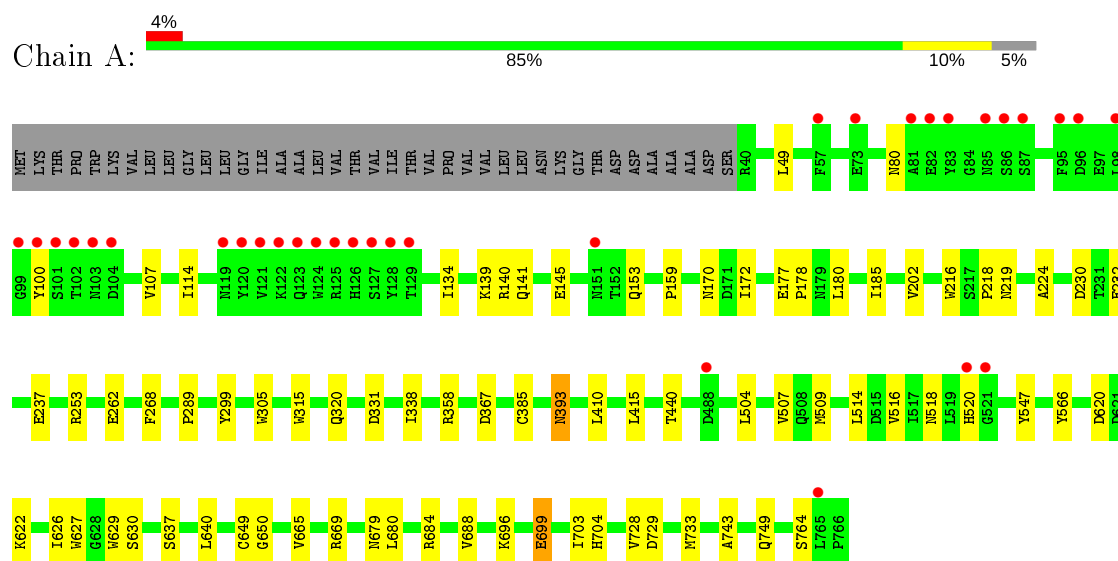 4%
Chain A:
85% 10% 5%
MET LYS THR PRO TRP LYS VAL LEU LEU GLY LEU LEU GLY ILE ALA ALA LEU VAL THR VAL ILE THR VAL PRO VAL VAL LEU LEU ASN LYS GLY THR ASP ASP ALA ALA ALA ASP SER R40 L49 F57 E73 N80 A81 E82 Y83 G84 N85 S86 S87 F95 D96 E97 L98
G99 Y100 S101 T102 N103 D104 V107 I114 N119 Y120 V121 K122 Q123 W124 R125 H126 S127 Y128 T129 I134 K139 R140 Q141 E145 N151 T152 Q153 P159 N170 D171 I172 E177 P178 N179 L180 I185 V202 W216 S217 P218 N219 A224 D230 T231 E232
E237 R253 E262 F268 P289 Y299 W305 W315 Q320 D331 I338 R358 D367 C385 N393 L410 L415 T440 D488 L504 V507 Q508 M509 L514 D515 V516 I517 N518 L519 H520 G521 Y547 Y566 D620 P621
K622 I626 W627 G628 W629 S630 S637 L640 C649 G650 V665 R669 N679 L680 R684 V688 K696 E699 I703 H704 V728 D729 M733 A743 Q749 S764 L765 P766